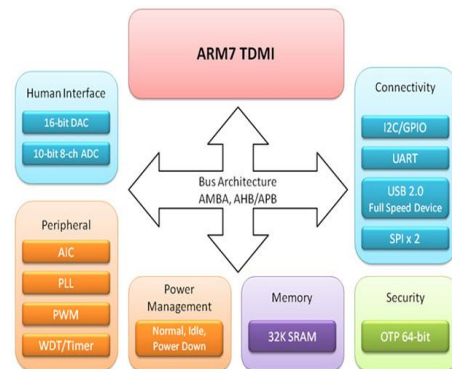 ARM7 TDMI
Human Interface
16-bit DAC
10-bit 8-ch ADC
Connectivity
I2C/GPIO
UART
USB 2.0
Full Speed Device
SPI x 2
Bus Architecture
AMBA, AHB/APB
Peripheral
AIC
PLL
PWM
WDT/Timer
Power
Management
Normal, Idle,
Power Down
Memory
32K SRAM
Security
OTP 64-bit